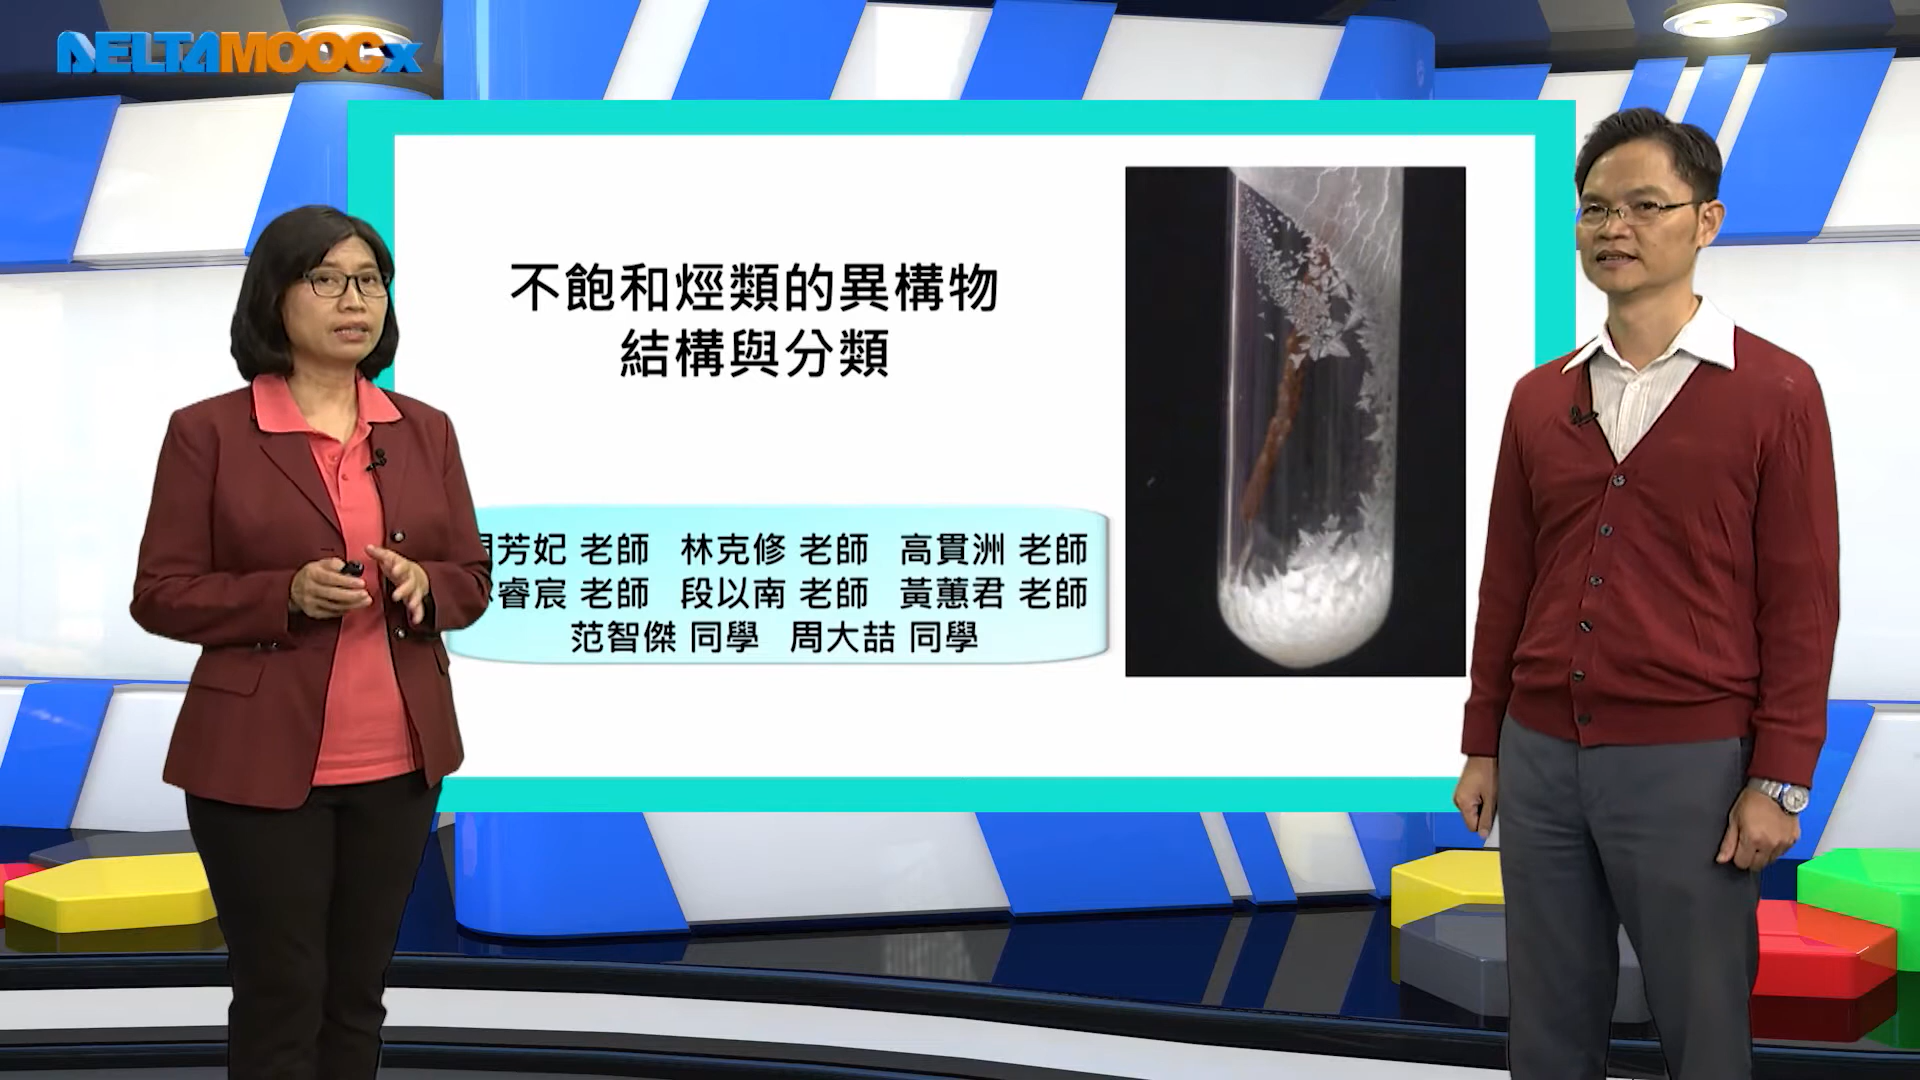 DELTAMOOCx
不飽和烴類的異構物
結構與分類
芳妃 老師 林克修 老師 高貫洲 老師
睿宸 老師 段以南 老師 黃蕙君 老師
范智傑 同學 周大喆 同學